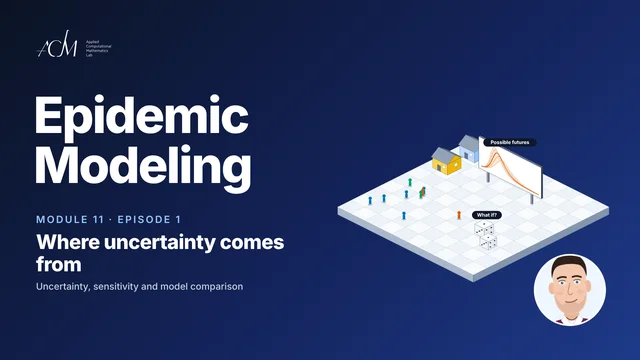 ACM
Applied
Computational
Mathematics
Lab
Epidemic
Modeling
MODULE 11 · EPISODE 1
Where uncertainty comes
from
Uncertainty, sensitivity and model comparison
Possible futures
What if?